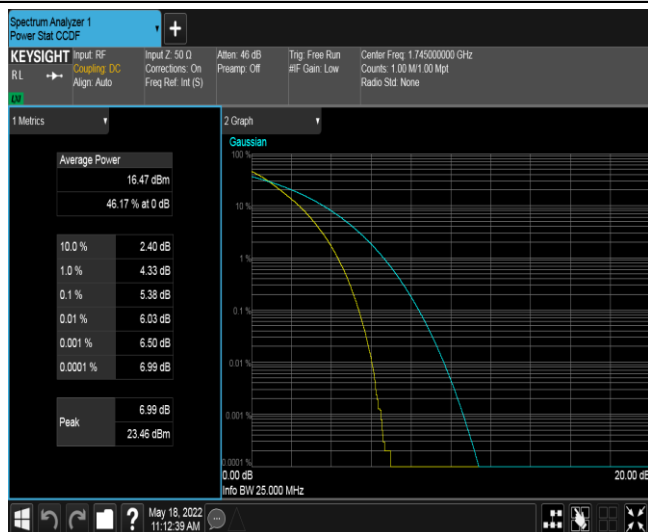 Spectrum Analyzer 1
Power Stat CCDF
+
KEYSIGHT
RL
LM
Input: RF
Coupling: DC
Align: Auto
Input Z: 50 Ω
Corrections: On
Freq Ref: Int (S)
Atten: 46 dB
Preamp: Off
Trig: Free Run
#IF Gain: Low
Center Freq: 1.745000000 GHz
Counts: 1.00 M/1.00 Mpt
Radio Std: None
1 Metrics
Average Power
16.47 dBm
46.17 % at 0 dB
10.0 % 2.40 dB
1.0 % 4.33 dB
0.1 % 5.38 dB
0.01 % 6.03 dB
0.001 % 6.50 dB
0.0001 % 6.99 dB
Peak 6.99 dB
23.46 dBm
2 Graph
Gaussian
100 %
10 %
1 %
0.1 %
0.01 %
0.001 %
0.0001 %
0.00 dB 20.00 dB
Info BW 25.000 MHz
?
May 18, 2022
11:12:39 AM